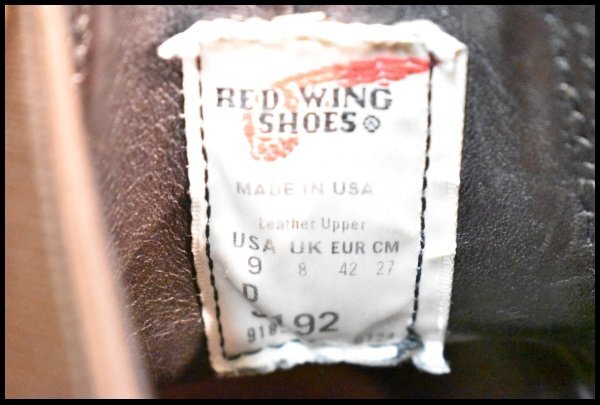 RED WING
SHOES
MADE IN USA
Leather Upper
USA UK EUR CM
9 8 42 27
D
92